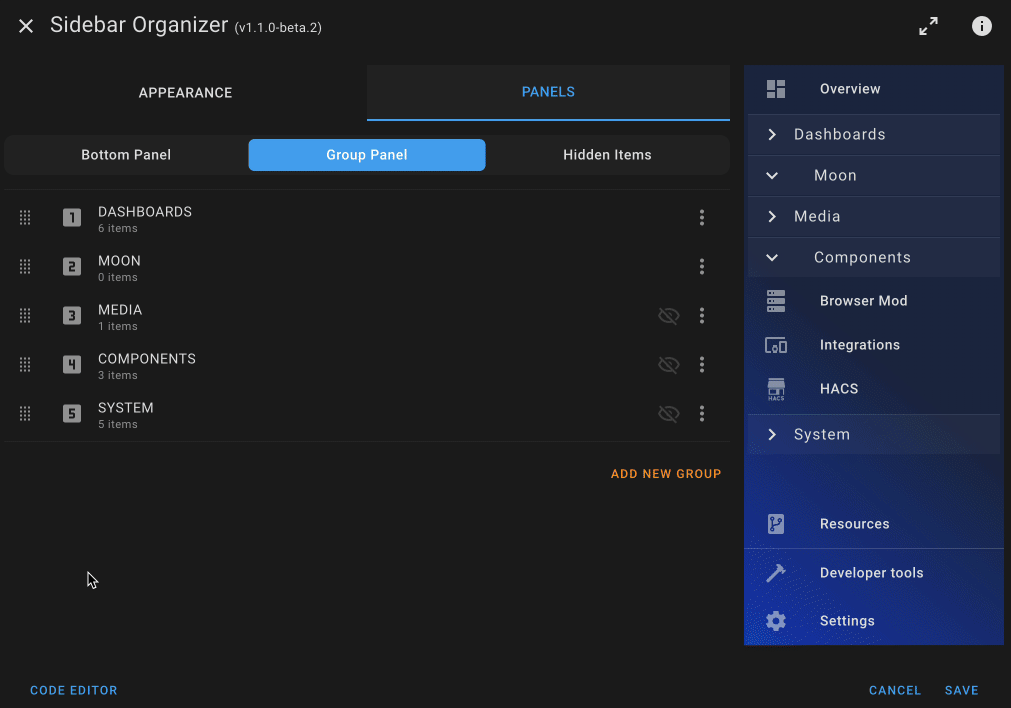 Sidebar Organizer (v1.1.0-beta.2)
APPEARANCE
PANELS
Bottom Panel
Group Panel
Hidden Items
1 DASHBOARDS
6 items
2 MOON
0 items
3 MEDIA
1 items
4 COMPONENTS
3 items
5 SYSTEM
5 items
ADD NEW GROUP
Overview
Dashboards
Moon
Media
Components
Browser Mod
Integrations
HACS
HACS
System
Resources
Developer tools
Settings
CODE EDITOR
CANCEL
SAVE